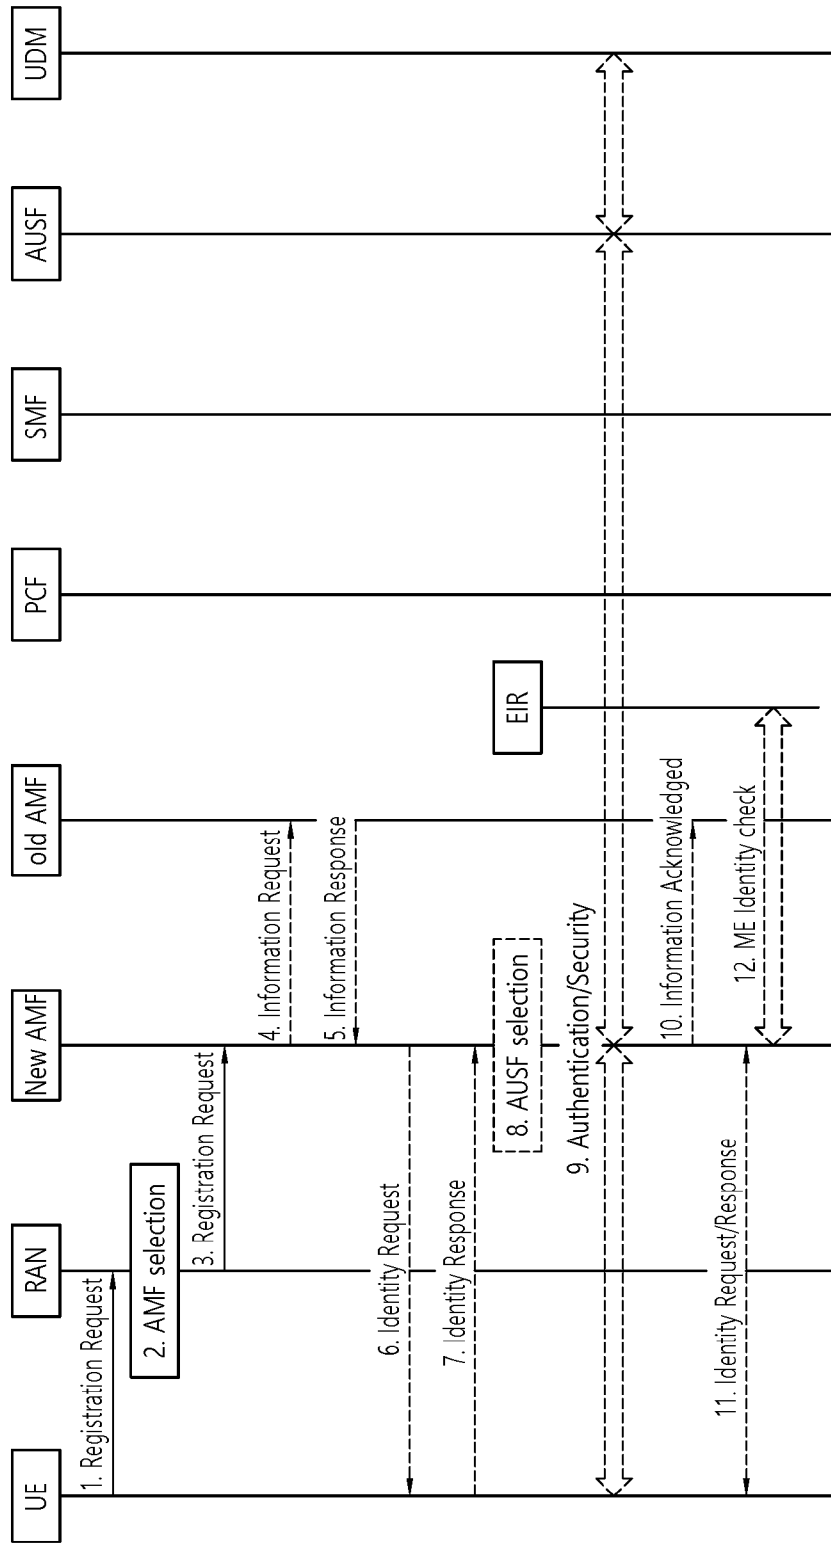 UE
RAN
New AMF
old AMF
PCF
SMF
AUSF
UDM
1. Registration Request
2. AMF selection
3. Registration Request
4. Information Request
5. Information Response
6. Identity Request
7. Identity Response
8. AUSF selection
EIR
9. Authentication/Security
10. Information Acknowledged
11. Identity Request/Response
12. ME Identity check